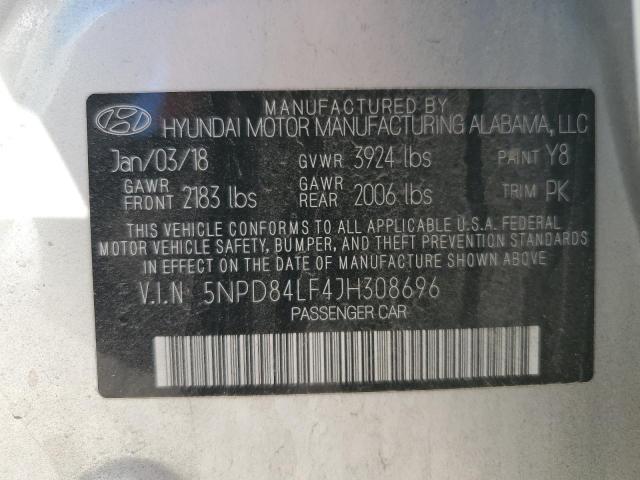 MANUFACTURED BY
HYUNDAI MOTOR MANUFACTURING ALABAMA, LLC
Jan/03/18 GVWR 3924 lbs PAINT Y8
GAWR FRONT 2183 lbs GAWR REAR 2006 lbs TRIM PK
THIS VEHICLE CONFORMS TO ALL APPLICABLE U.S.A. FEDERAL
MOTOR VEHICLE SAFETY, BUMPER, AND THEFT PREVENTION STANDARDS
IN EFFECT ON THE DATE OF MANUFACTURE SHOWN ABOVE.
V.I.N 5NPD84LF4JH308696
PASSENGER CAR